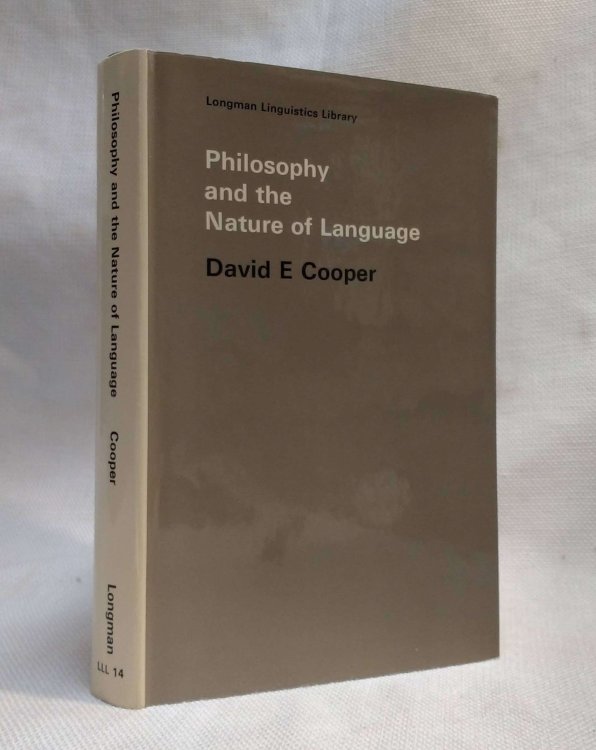 Longman Linguistics Library
Philosophy
and the
Nature of Language
David E Cooper
Philosophy and the Nature of Language Cooper Longman
LLL 14